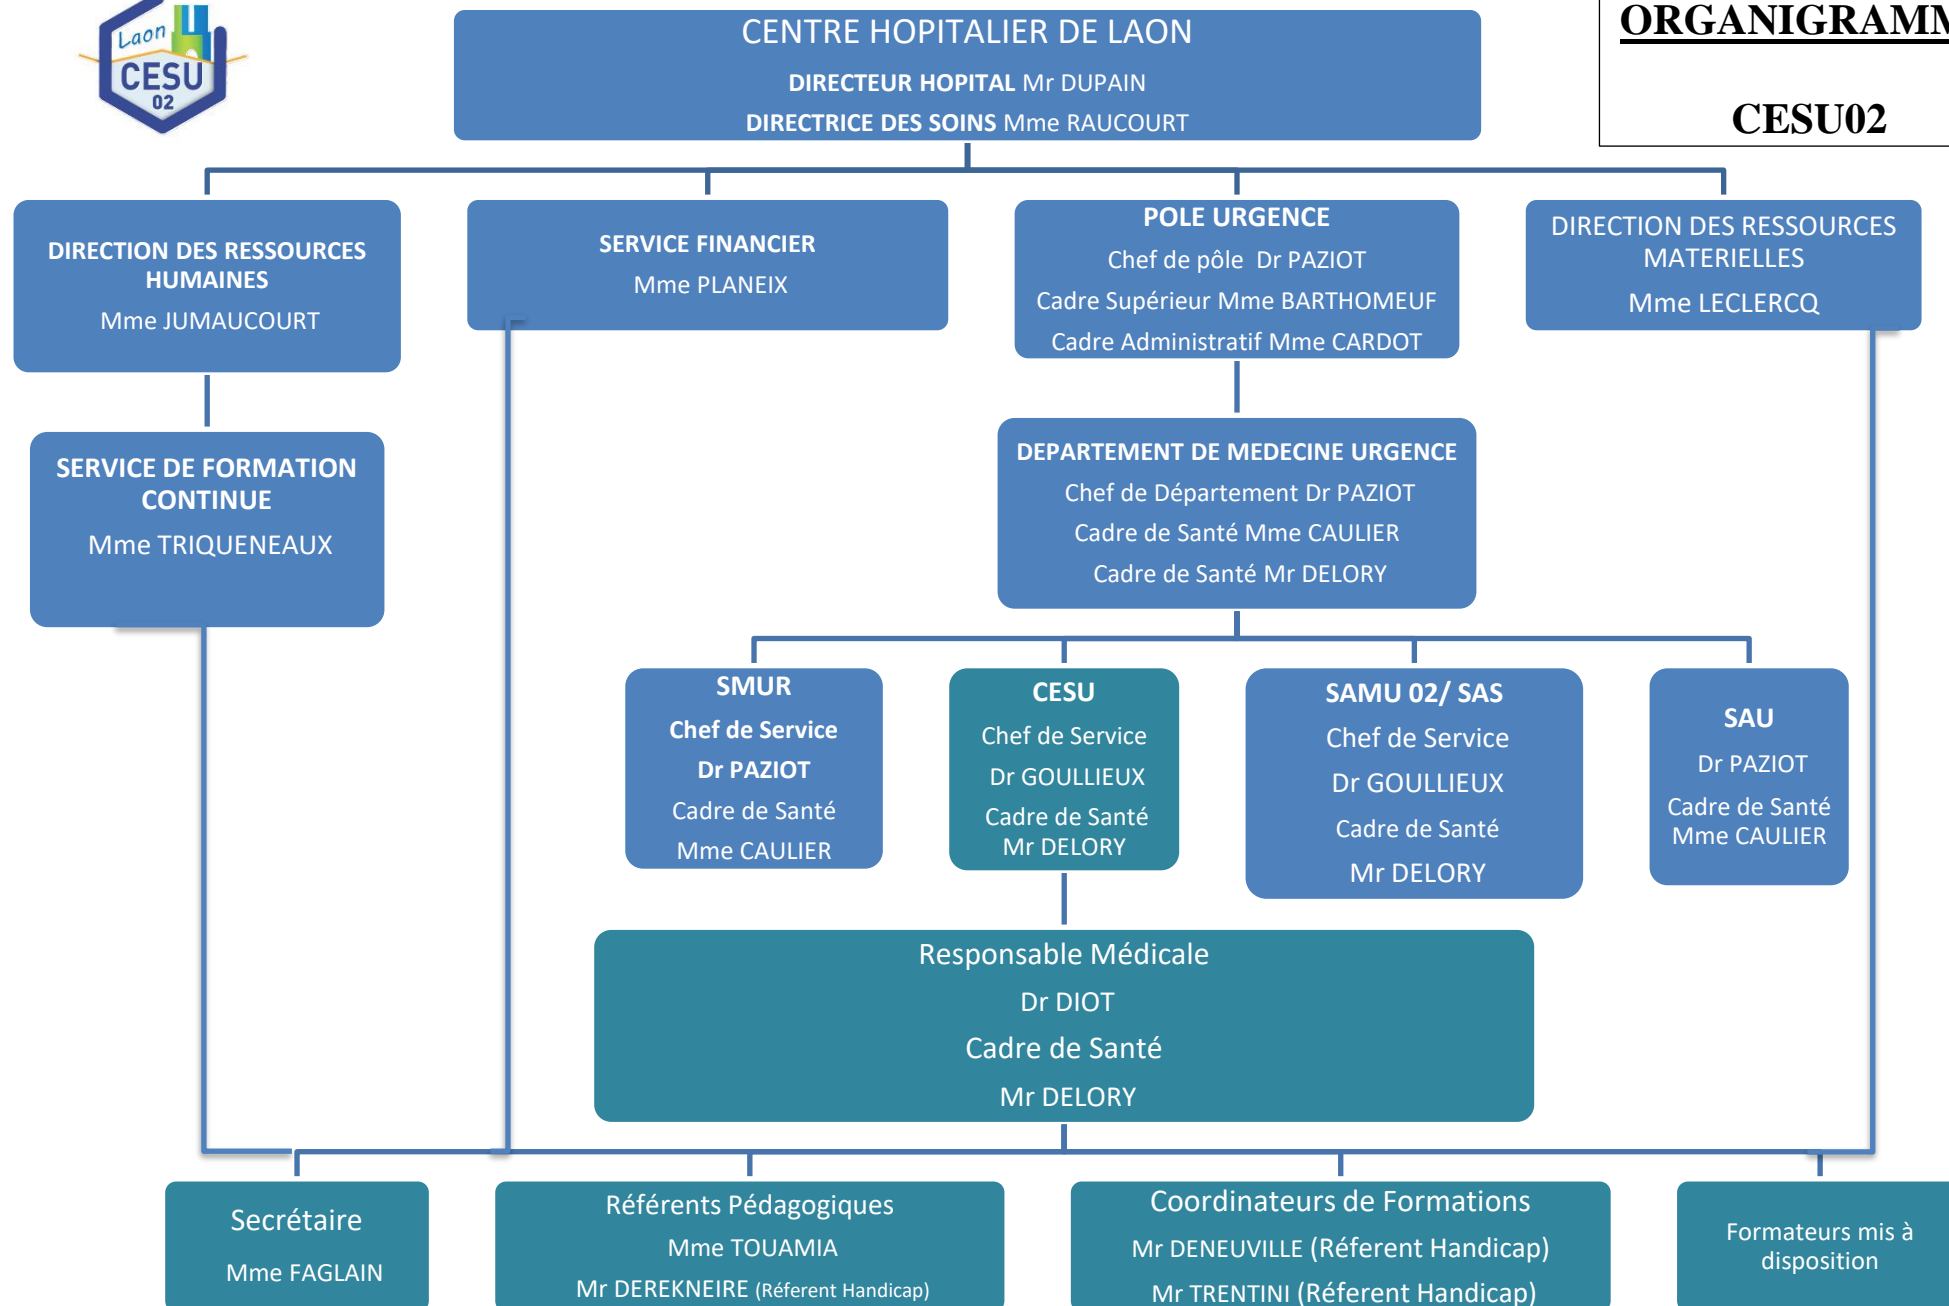 Laon
CESU
02
CENTRE HOPITALIER DE LAON
DIRECTEUR HOPITAL Mr DUPAIN
DIRECTRICE DES SOINS Mme RAUCOURT
ORGANIGRAMM
CESU02
DIRECTION DES RESSOURCES
HUMAINES
Mme JUMAUCOURT
SERVICE FINANCIER
Mme PLANEIX
POLE URGENCE
Chef de pôle  Dr PAZIOT
Cadre Supérieur Mme BARTHOMEUF
Cadre Administratif Mme CARDOT
DIRECTION DES RESSOURCES
MATERIELLES
Mme LECLERCQ
SERVICE DE FORMATION
CONTINUE
Mme TRIQUENEAUX
DEPARTEMENT DE MEDECINE URGENCE
Chef de Département Dr PAZIOT
Cadre de Santé Mme CAULIER
Cadre de Santé Mr DELORY
SMUR
Chef de Service
Dr PAZIOT
Cadre de Santé
Mme CAULIER
CESU
Chef de Service
Dr GOULLIEUX
Cadre de Santé
Mr DELORY
SAMU 02/ SAS
Chef de Service
Dr GOULLIEUX
Cadre de Santé
Mr DELORY
SAU
Dr PAZIOT
Cadre de Santé
Mme CAULIER
Responsable Médicale
Dr DIOT
Cadre de Santé
Mr DELORY
Secrétaire
Mme FAGLAIN
Référents Pédagogiques
Mme TOUAMIA
Mr DEREKNEIRE (Réferent Handicap)
Coordinateurs de Formations
Mr DENEUVILLE (Réferent Handicap)
Mr TRENTINI (Réferent Handicap)
Formateurs mis à
disposition